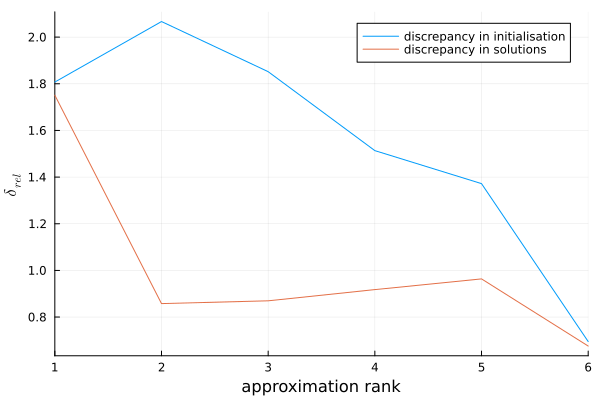 discrepancy in initialisation
discrepancy in solutions
2.0
1.8
1.6
1.4
1.2
1.0
0.8
δ_rel
1 2 3 4 5 6
approximation rank